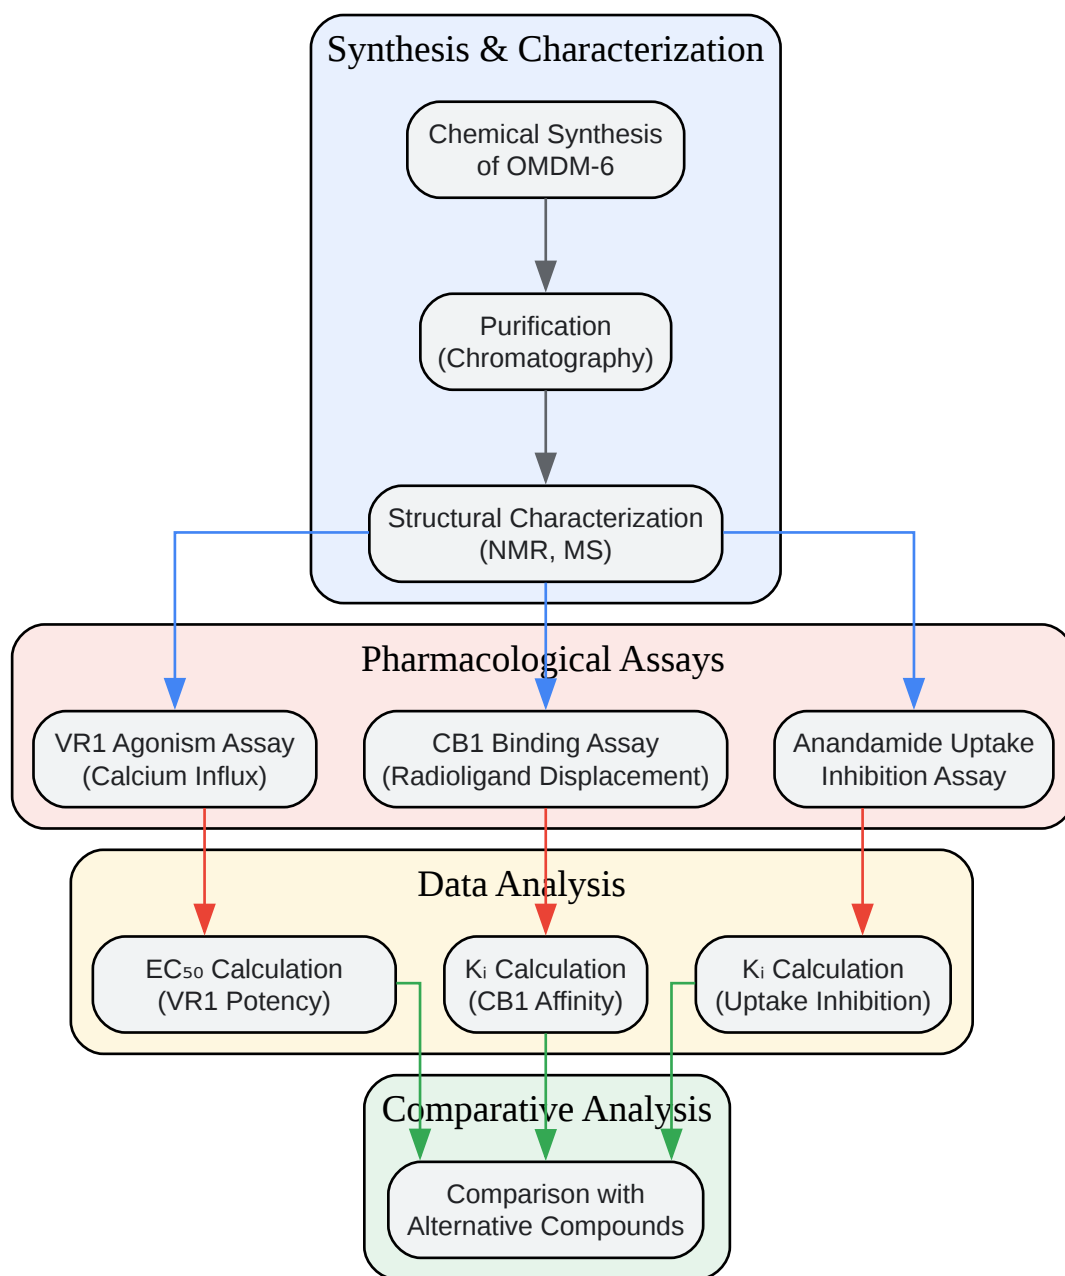 Synthesis & Characterization
Chemical Synthesis
of OMDM-6
Purification
(Chromatography)
Structural Characterization
(NMR, MS)
Pharmacological Assays
VR1 Agonism Assay
(Calcium Influx)
CB1 Binding Assay
(Radioligand Displacement)
Anandamide Uptake
Inhibition Assay
Data Analysis
EC₅₀ Calculation
(VR1 Potency)
Kᵢ Calculation
(CB1 Affinity)
Kᵢ Calculation
(Uptake Inhibition)
Comparative Analysis
Comparison with
Alternative Compounds